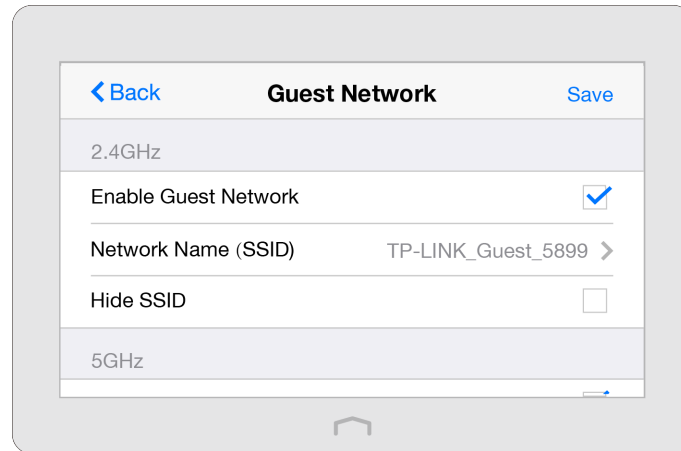 Back Guest Network Save
2.4GHz
Enable Guest Network
Network Name (SSID) TP-LINK_Guest_5899
Hide SSID
5GHz